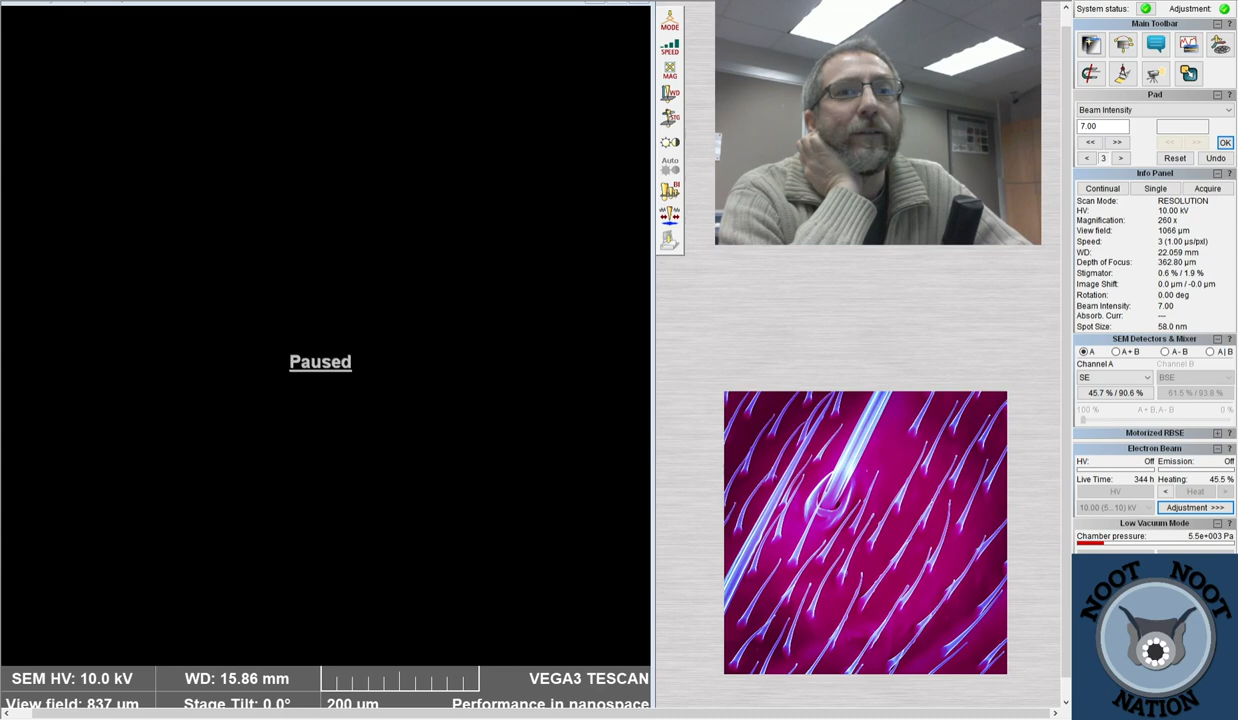 System status: Adjustment:
Main Toolbar
MODE
SPEED
MAG
WD
STG
Auto
BI
Pad
Beam Intensity
7.00
<< >> << >> OK
< 3 > Reset Undo
Info Panel
Continual Single Acquire
Scan Mode: RESOLUTION
HV: 10.00 kV
Magnification: 260 x
View field: 1066 µm
Speed: 3 (1.00 µs/pxl)
WD: 22.059 mm
Depth of Focus: 362.80 µm
Stigmator: 0.6 % / 1.9 %
Image Shift: 0.0 µm / -0.0 µm
Rotation: 0.00 deg
Beam Intensity: 7.00
Absorb. Curr: ---
Spot Size: 58.0 nm
SEM Detectors & Mixer
A A + B A - B A | B
Channel A Channel B
SE BSE
45.7 % / 90.6 % 61.5 % / 93.8 %
100 % A + B; A - B 0 %
Motorized RBSE
Electron Beam
HV: Off Emission: Off
Live Time: 344 h Heating: 45.5 %
HV < Heat >
10.00 (5...10) kV Adjustment >>>
Low Vacuum Mode
Chamber pressure: 5.5e+003 Pa
Paused
SEM HV: 10.0 kV WD: 15.86 mm VEGA3 TESCAN
View field: 837 µm Stage Tilt: 0.0° 200 µm Performance in nanospace
NOOT NOOT
NATION